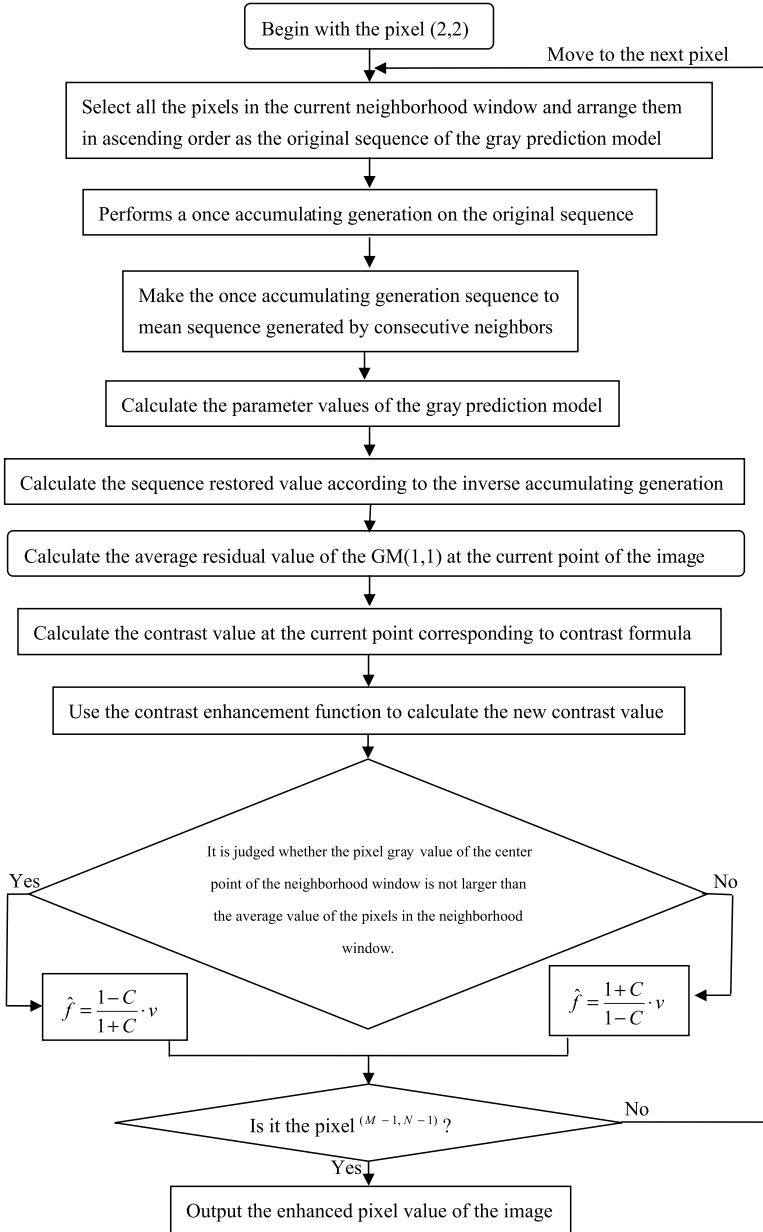 Begin with the pixel (2,2)
Move to the next pixel
Select all the pixels in the current neighborhood window and arrange them
in ascending order as the original sequence of the gray prediction model
Performs a once accumulating generation on the original sequence
Make the once accumulating generation sequence to
mean sequence generated by consecutive neighbors
Calculate the parameter values of the gray prediction model
Calculate the sequence restored value according to the inverse accumulating generation
Calculate the average residual value of the GM(1,1) at the current point of the image
Calculate the contrast value at the current point corresponding to contrast formula
Use the contrast enhancement function to calculate the new contrast value
It is judged whether the pixel gray value of the center
point of the neighborhood window is not larger than
the average value of the pixels in the neighborhood
window.
Yes
No
f̂ = (1−C)/(1+C) · v
f̂ = (1+C)/(1−C) · v
Is it the pixel (M −1, N −1) ?
No
Yes
Output the enhanced pixel value of the image